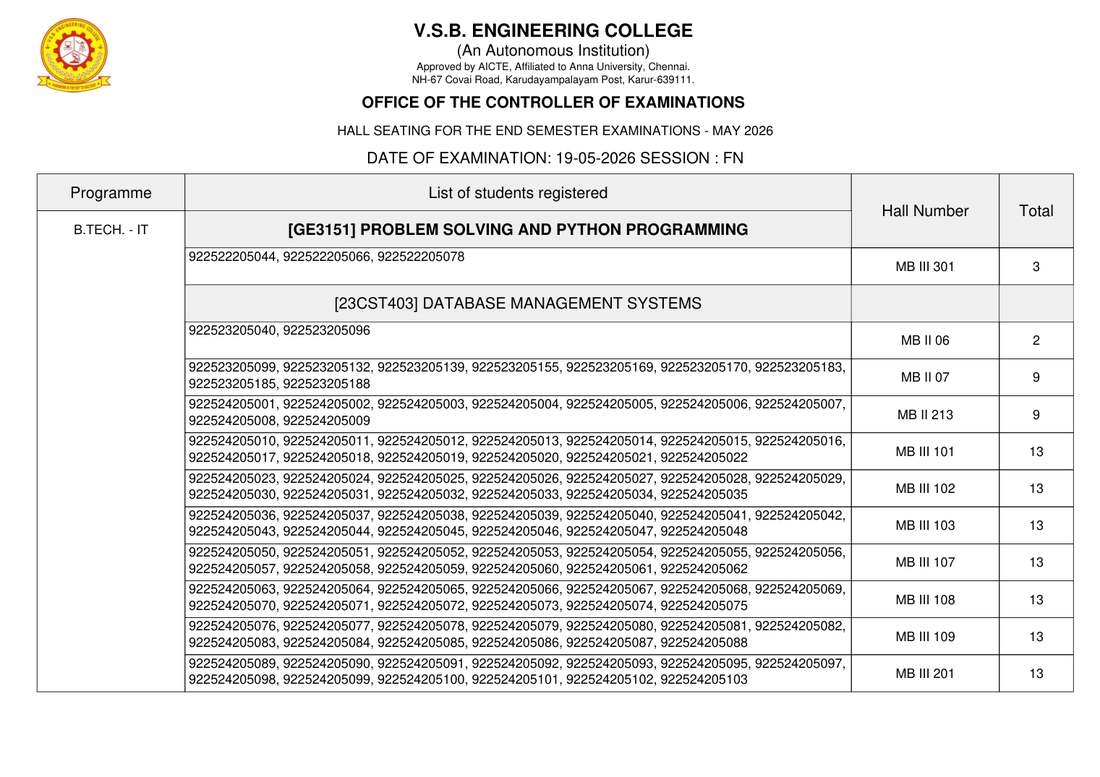 V.S.B. ENGINEERING COLLEGE
(An Autonomous Institution)
Approved by AICTE, Affiliated to Anna University, Chennai.
NH-67 Covai Road, Karudayampalayam Post, Karur-639111.
OFFICE OF THE CONTROLLER OF EXAMINATIONS
HALL SEATING FOR THE END SEMESTER EXAMINATIONS - MAY 2026
DATE OF EXAMINATION: 19-05-2026 SESSION : FN
Programme List of students registered Hall Number Total
B.TECH. - IT [GE3151] PROBLEM SOLVING AND PYTHON PROGRAMMING
922522205044, 922522205066, 922522205078 MB III 301 3
[23CST403] DATABASE MANAGEMENT SYSTEMS
922523205040, 922523205096 MB II 06 2
922523205099, 922523205132, 922523205139, 922523205155, 922523205169, 922523205170, 922523205183,
922523205185, 922523205188 MB II 07 9
922524205001, 922524205002, 922524205003, 922524205004, 922524205005, 922524205006, 922524205007,
922524205008, 922524205009 MB II 213 9
922524205010, 922524205011, 922524205012, 922524205013, 922524205014, 922524205015, 922524205016,
922524205017, 922524205018, 922524205019, 922524205020, 922524205021, 922524205022 MB III 101 13
922524205023, 922524205024, 922524205025, 922524205026, 922524205027, 922524205028, 922524205029,
922524205030, 922524205031, 922524205032, 922524205033, 922524205034, 922524205035 MB III 102 13
922524205036, 922524205037, 922524205038, 922524205039, 922524205040, 922524205041, 922524205042,
922524205043, 922524205044, 922524205045, 922524205046, 922524205047, 922524205048 MB III 103 13
922524205050, 922524205051, 922524205052, 922524205053, 922524205054, 922524205055, 922524205056,
922524205057, 922524205058, 922524205059, 922524205060, 922524205061, 922524205062 MB III 107 13
922524205063, 922524205064, 922524205065, 922524205066, 922524205067, 922524205068, 922524205069,
922524205070, 922524205071, 922524205072, 922524205073, 922524205074, 922524205075 MB III 108 13
922524205076, 922524205077, 922524205078, 922524205079, 922524205080, 922524205081, 922524205082,
922524205083, 922524205084, 922524205085, 922524205086, 922524205087, 922524205088 MB III 109 13
922524205089, 922524205090, 922524205091, 922524205092, 922524205093, 922524205095, 922524205097,
922524205098, 922524205099, 922524205100, 922524205101, 922524205102, 922524205103 MB III 201 13